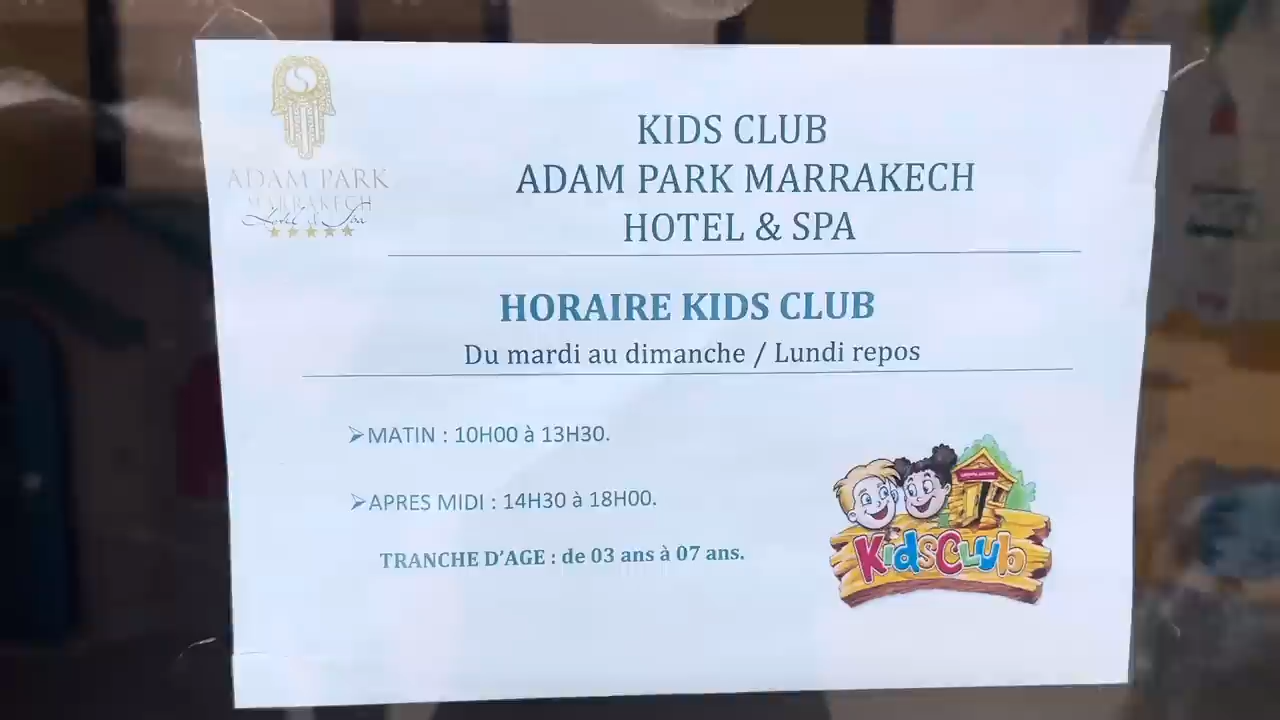 ADAM PARK
MARRAKECH
Hotel & Spa
KIDS CLUB
ADAM PARK MARRAKECH
HOTEL & SPA
HORAIRE KIDS CLUB
Du mardi au dimanche / Lundi repos
MATIN : 10H00 à 13H30.
APRES MIDI : 14H30 à 18H00.
TRANCHE D'AGE : de 03 ans à 07 ans.
KidsClub